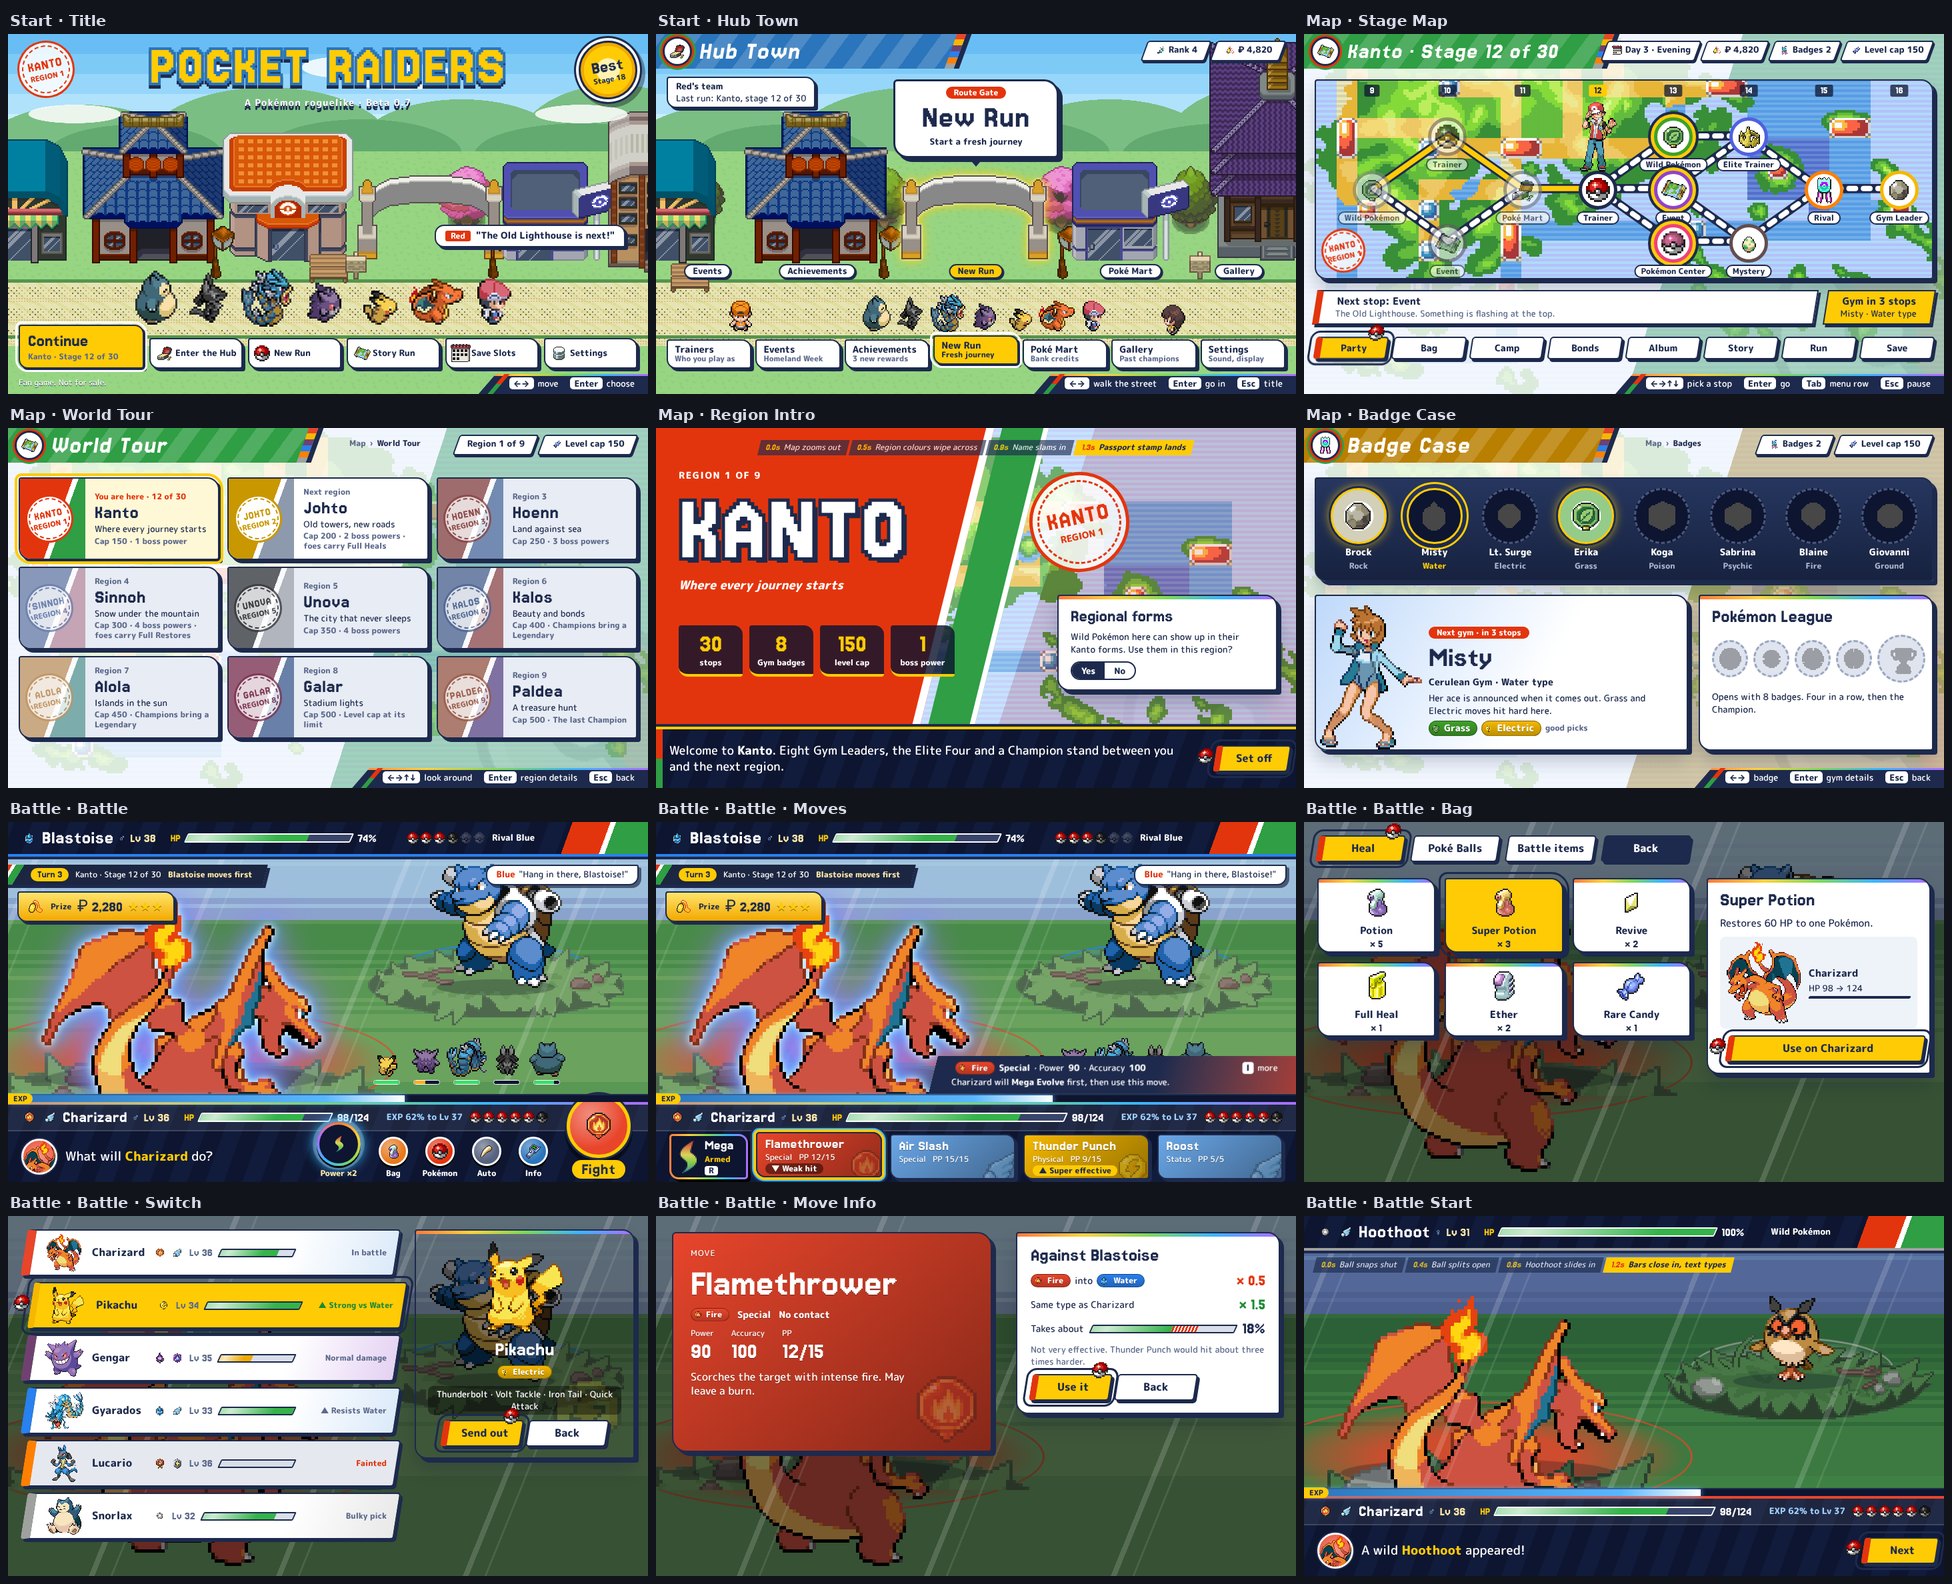 Start · Title
KANTO
REGION 1
POCKET RAIDERS
A Pokémon roguelike · Beta 0.7
Best
Stage 18
Red "The Old Lighthouse is next!"
Continue
Kanto · Stage 12 of 30
Enter the Hub
New Run
Story Run
Save Slots
Settings
Fan game. Not for sale.
←→ move Enter choose
Start · Hub Town
Hub Town
Rank 4
₽ 4,820
Red's team
Last run: Kanto, stage 12 of 30
Route Gate
New Run
Start a fresh journey
Events
Achievements
New Run
Poké Mart
Gallery
Trainers
Who you play as
Events
Homeland Week
Achievements
3 new rewards
New Run
Fresh journey
Poké Mart
Bank credits
Gallery
Past champions
Settings
Sound, display
←→ walk the street Enter go in Esc title
Map · Stage Map
Kanto · Stage 12 of 30
Day 3 · Evening
₽ 4,820
Badges 2
Level cap 150
9 10 11 12 13 14 15 16
Trainer
Wild Pokémon
Elite Trainer
Wild Pokémon
Poké Mart
Trainer
Event
Rival
Gym Leader
KANTO
REGION 1
Event
Pokémon Center
Mystery
Next stop: Event
The Old Lighthouse. Something is flashing at the top.
Gym in 3 stops
Misty · Water type
Party
Bag
Camp
Bonds
Album
Story
Run
Save
←→↑↓ pick a stop Enter go Tab menu row Esc pause
Map · World Tour
World Tour
Map › World Tour
Region 1 of 9
Level cap 150
KANTO
REGION 1
You are here · 12 of 30
Kanto
Where every journey starts
Cap 150 · 1 boss power
JOHTO
REGION 2
Next region
Johto
Old towers, new roads
Cap 200 · 2 boss powers ·
foes carry Full Heals
HOENN
REGION 3
Region 3
Hoenn
Land against sea
Cap 250 · 3 boss powers
SINNOH
REGION 4
Region 4
Sinnoh
Snow under the mountain
Cap 300 · 4 boss powers ·
foes carry Full Restores
UNOVA
REGION 5
Region 5
Unova
The city that never sleeps
Cap 350 · 4 boss powers
KALOS
REGION 6
Region 6
Kalos
Beauty and bonds
Cap 400 · Champions bring a
Legendary
ALOLA
REGION 7
Region 7
Alola
Islands in the sun
Cap 450 · Champions bring a
Legendary
GALAR
REGION 8
Region 8
Galar
Stadium lights
Cap 500 · Level cap at its
limit
PALDEA
REGION 9
Region 9
Paldea
A treasure hunt
Cap 500 · The last Champion
←→↑↓ look around Enter region details Esc back
Map · Region Intro
0.0s Map zooms out
0.5s Region colours wipe across
0.9s Name slams in
1.3s Passport stamp lands
REGION 1 OF 9
KANTO
Where every journey starts
30
stops
8
Gym badges
150
level cap
1
boss power
KANTO
REGION 1
Regional forms
Wild Pokémon here can show up in their
Kanto forms. Use them in this region?
Yes No
Welcome to Kanto. Eight Gym Leaders, the Elite Four and a Champion stand between you
and the next region.
Set off
Map · Badge Case
Badge Case
Map › Badges
Badges 2
Level cap 150
Brock
Rock
Misty
Water
Lt. Surge
Electric
Erika
Grass
Koga
Poison
Sabrina
Psychic
Blaine
Fire
Giovanni
Ground
Next gym · in 3 stops
Misty
Cerulean Gym · Water type
Her ace is announced when it comes out. Grass and
Electric moves hit hard here.
Grass Electric good picks
Pokémon League
Opens with 8 badges. Four in a row, then the
Champion.
←→ badge Enter gym details Esc back
Battle · Battle
Blastoise ♂ Lv 38 HP 74% Rival Blue
Turn 3 Kanto · Stage 12 of 30 Blastoise moves first
Blue "Hang in there, Blastoise!"
Prize ₽ 2,280 ☆☆☆
EXP
Charizard ♂ Lv 36 HP 98/124 EXP 62% to Lv 37
What will Charizard do?
Power ×2
Bag
Pokémon
Auto
Info
Fight
Battle · Battle · Moves
Blastoise ♂ Lv 38 HP 74% Rival Blue
Turn 3 Kanto · Stage 12 of 30 Blastoise moves first
Blue "Hang in there, Blastoise!"
Prize ₽ 2,280 ☆☆☆
Fire Special · Power 90 · Accuracy 100
I more
Charizard will Mega Evolve first, then use this move.
EXP
Charizard ♂ Lv 36 HP 98/124 EXP 62% to Lv 37
Mega
Armed
R
Flamethrower
Special PP 12/15
▼ Weak hit
Air Slash
Special PP 15/15
Thunder Punch
Physical PP 9/15
▲ Super effective
Roost
Status PP 5/5
Battle · Battle · Bag
Heal
Poké Balls
Battle items
Back
Potion
× 5
Super Potion
× 3
Revive
× 2
Full Heal
× 1
Ether
× 2
Rare Candy
× 1
Super Potion
Restores 60 HP to one Pokémon.
Charizard
HP 98 → 124
Use on Charizard
Battle · Battle · Switch
Charizard Lv 36 In battle
Pikachu Lv 34 ▲ Strong vs Water
Gengar Lv 35 Normal damage
Gyarados Lv 33 ▲ Resists Water
Lucario Lv 36 Fainted
Snorlax Lv 32 Bulky pick
Pikachu
Electric
Thunderbolt · Volt Tackle · Iron Tail · Quick
Attack
Send out
Back
Battle · Battle · Move Info
MOVE
Flamethrower
Fire Special No contact
Power Accuracy PP
90 100 12/15
Scorches the target with intense fire. May
leave a burn.
Against Blastoise
Fire into Water × 0.5
Same type as Charizard × 1.5
Takes about 18%
Not very effective. Thunder Punch would hit about three
times harder.
Use it
Back
Battle · Battle Start
Hoothoot ♀ Lv 31 HP 100% Wild Pokémon
0.0s Ball snaps shut
0.4s Ball splits open
0.8s Hoothoot slides in
1.2s Bars close in, text types
EXP
Charizard ♂ Lv 36 HP 98/124 EXP 62% to Lv 37
A wild Hoothoot appeared!
Next